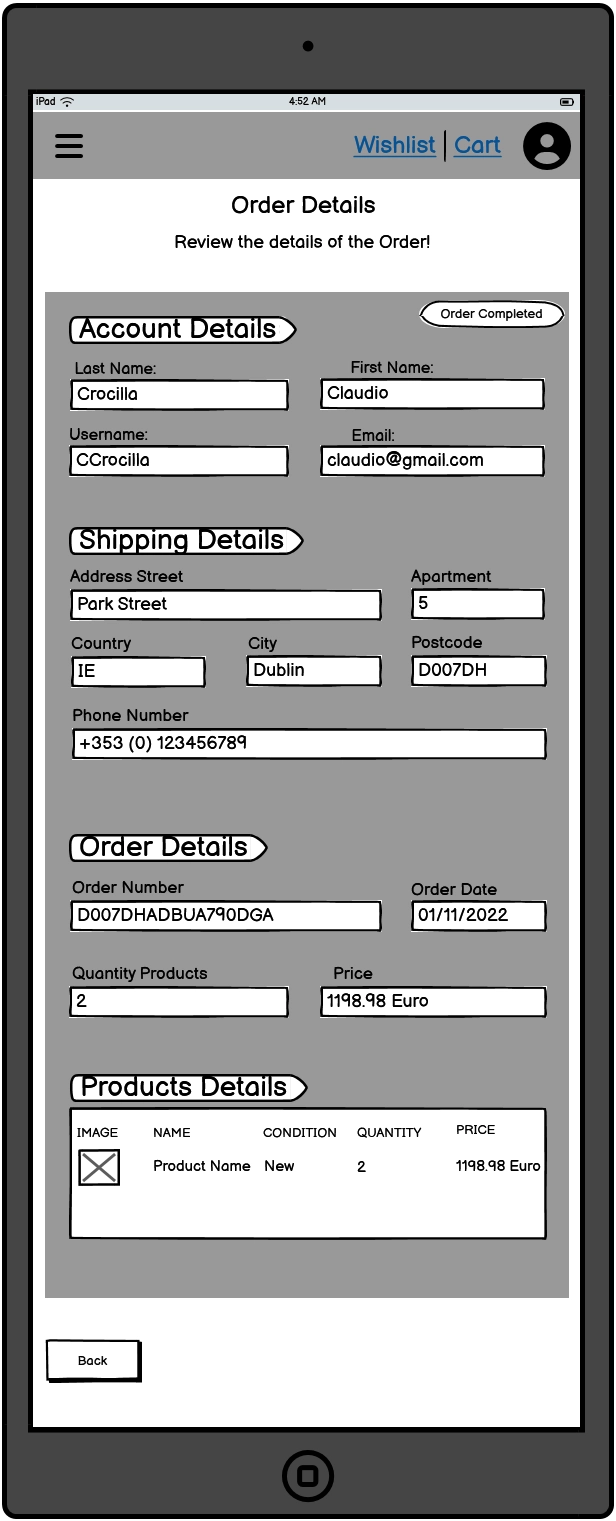 iPad 4:52 AM
Wishlist Cart
Order Details
Review the details of the Order!
Order Completed
Account Details
Last Name: First Name:
Crocilla Claudio
Username: Email:
CCrocilla claudio@gmail.com
Shipping Details
Address Street Apartment
Park Street 5
Country City Postcode
IE Dublin D007DH
Phone Number
+353 (0) 123456789
Order Details
Order Number Order Date
D007DHADBUA790DGA 01/11/2022
Quantity Products Price
2 1198.98 Euro
Products Details
IMAGE NAME CONDITION QUANTITY PRICE
Product Name New 2 1198.98 Euro
Back